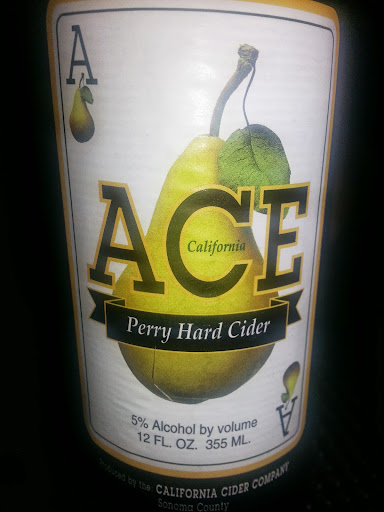 A
ACE
California
Perry Hard Cider
5% Alcohol by volume
12 FL. OZ. 355 ML.
A
Produced by the CALIFORNIA CIDER COMPANY
Sonoma County